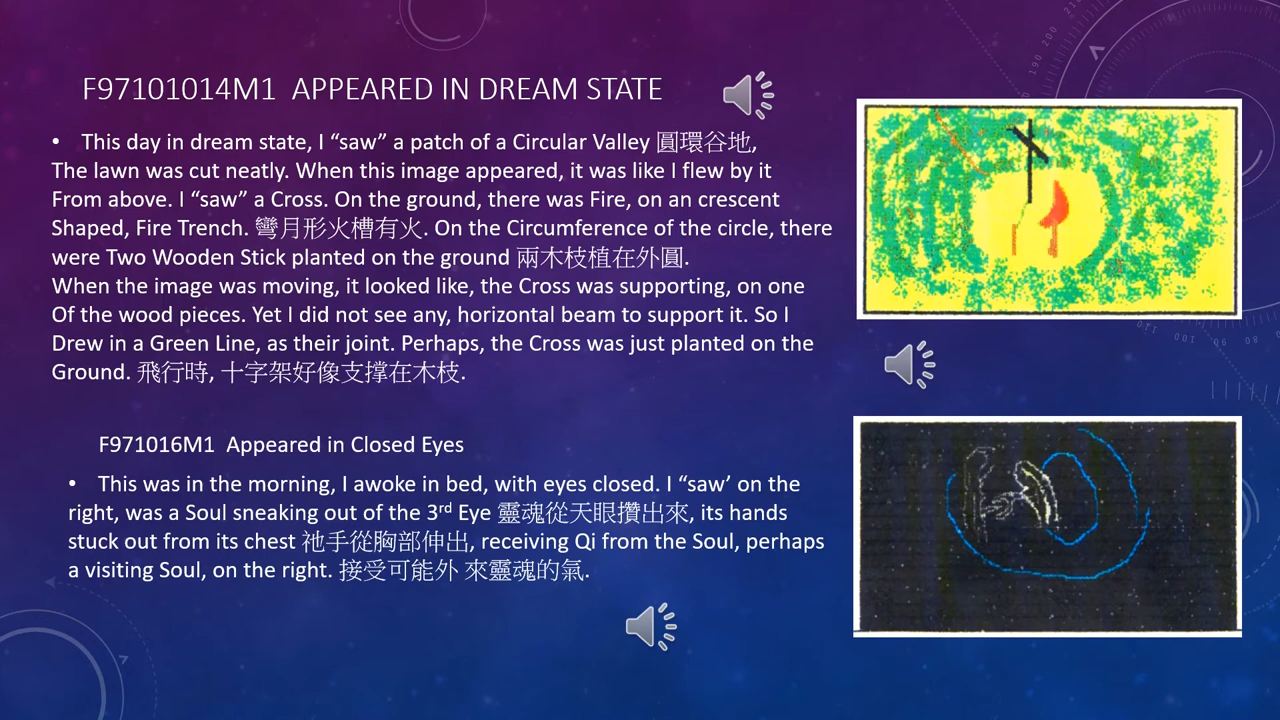 F97101014M1 APPEARED IN DREAM STATE
• This day in dream state, I “saw” a patch of a Circular Valley 圓環谷地,
The lawn was cut neatly. When this image appeared, it was like I flew by it
From above. I “saw” a Cross. On the ground, there was Fire, on an crescent
Shaped, Fire Trench. 彎月形火槽有火. On the Circumference of the circle, there
were Two Wooden Stick planted on the ground 兩木枝植在外圓.
When the image was moving, it looked like, the Cross was supporting, on one
Of the wood pieces. Yet I did not see any, horizontal beam to support it. So I
Drew in a Green Line, as their joint. Perhaps, the Cross was just planted on the
Ground. 飛行時, 十字架好像支撐在木枝.
F971016M1 Appeared in Closed Eyes
• This was in the morning, I awoke in bed, with eyes closed. I “saw’ on the
right, was a Soul sneaking out of the 3rd Eye 靈魂從天眼攢出來, its hands
stuck out from its chest 祂手從胸部伸出, receiving Qi from the Soul, perhaps
a visiting Soul, on the right. 接受可能外 來靈魂的氣.
190 200 210
120 110 100 90 80